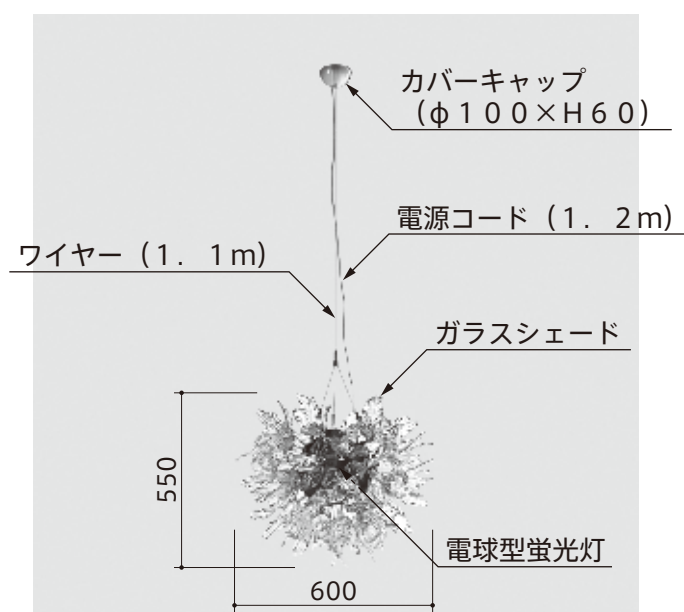 カバーキャップ
（φ１００×Ｈ６０）
電源コード（１．２ｍ）
ワイヤー（１．１ｍ）
ガラスシェード
550
電球型蛍光灯
600